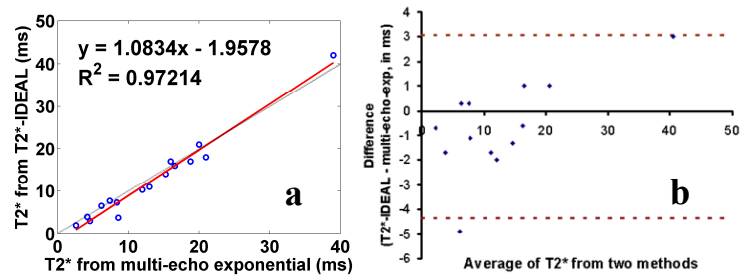 50
40
30
20
10
0
T2* from T2*-IDEAL (ms)
y = 1.0834x - 1.9578
R2 = 0.97214
a
0 10 20 30 40
T2* from multi-echo exponential (ms)
4
3
2
1
0
-1
-2
-3
-4
-5
-6
Difference
(T2*-IDEAL - multi-echo-exp, in ms)
10 20 30 40 50
b
Average of T2* from two methods